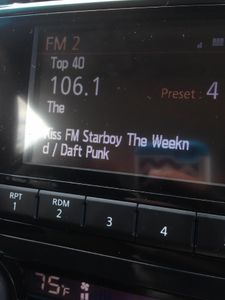 FM 2
Top 40
106.1
Preset: 4
The
Kiss FM Starboy The Weekn
d / Daft Punk
RPT
1
RDM
2
3
4
75°F